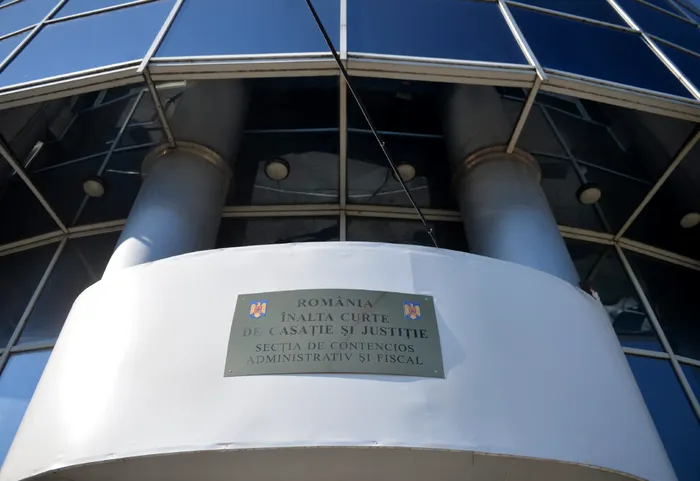 ROMÂNIA
ÎNALTA CURTE
DE CASAȚIE ȘI JUSTIȚIE
SECȚIA DE CONTENCIOS
ADMINISTRATIV ȘI FISCAL